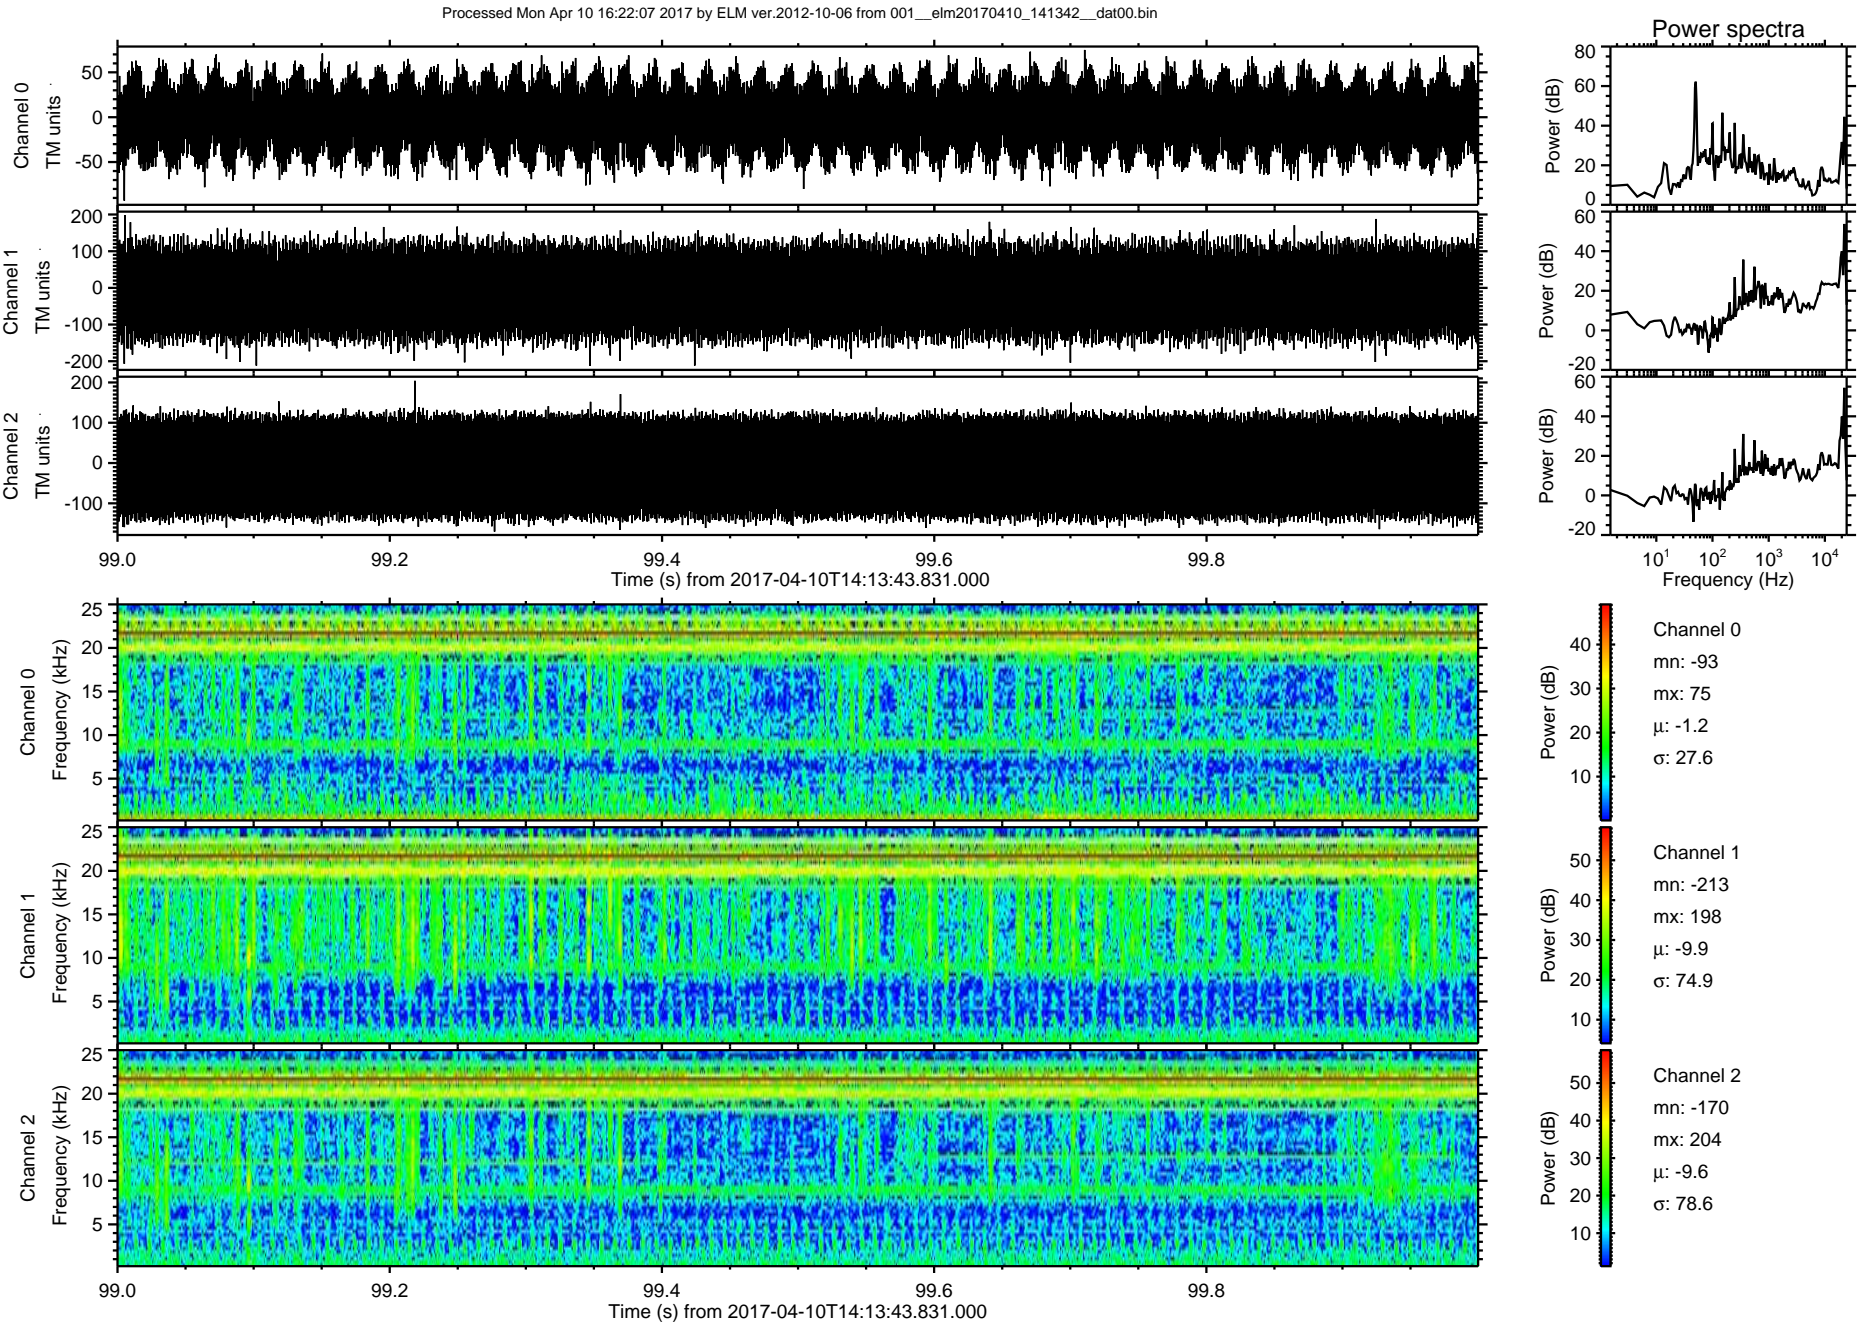 Processed Mon Apr 10 16:22:07 2017 by ELM ver.2012-10-06 from 001__elm20170410_141342__dat00.bin
Power spectra
Channel 0
TM units
50
0
-50
Power (dB)
80
60
40
20
0
Channel 1
TM units
200
100
0
-100
-200
Power (dB)
60
40
20
0
-20
Channel 2
TM units
200
100
0
-100
Power (dB)
60
40
20
0
-20
99.0 99.2 99.4 99.6 99.8
Time (s) from 2017-04-10T14:13:43.831.000
10¹ 10² 10³ 10⁴
Frequency (Hz)
Channel 0
Frequency (kHz)
25
20
15
10
5
Power (dB)
40
30
20
10
Channel 0
mn: -93
mx: 75
μ: -1.2
σ: 27.6
Channel 1
Frequency (kHz)
25
20
15
10
5
Power (dB)
50
40
30
20
10
Channel 1
mn: -213
mx: 198
μ: -9.9
σ: 74.9
Channel 2
Frequency (kHz)
25
20
15
10
5
Power (dB)
50
40
30
20
10
Channel 2
mn: -170
mx: 204
μ: -9.6
σ: 78.6
99.0 99.2 99.4 99.6 99.8
Time (s) from 2017-04-10T14:13:43.831.000